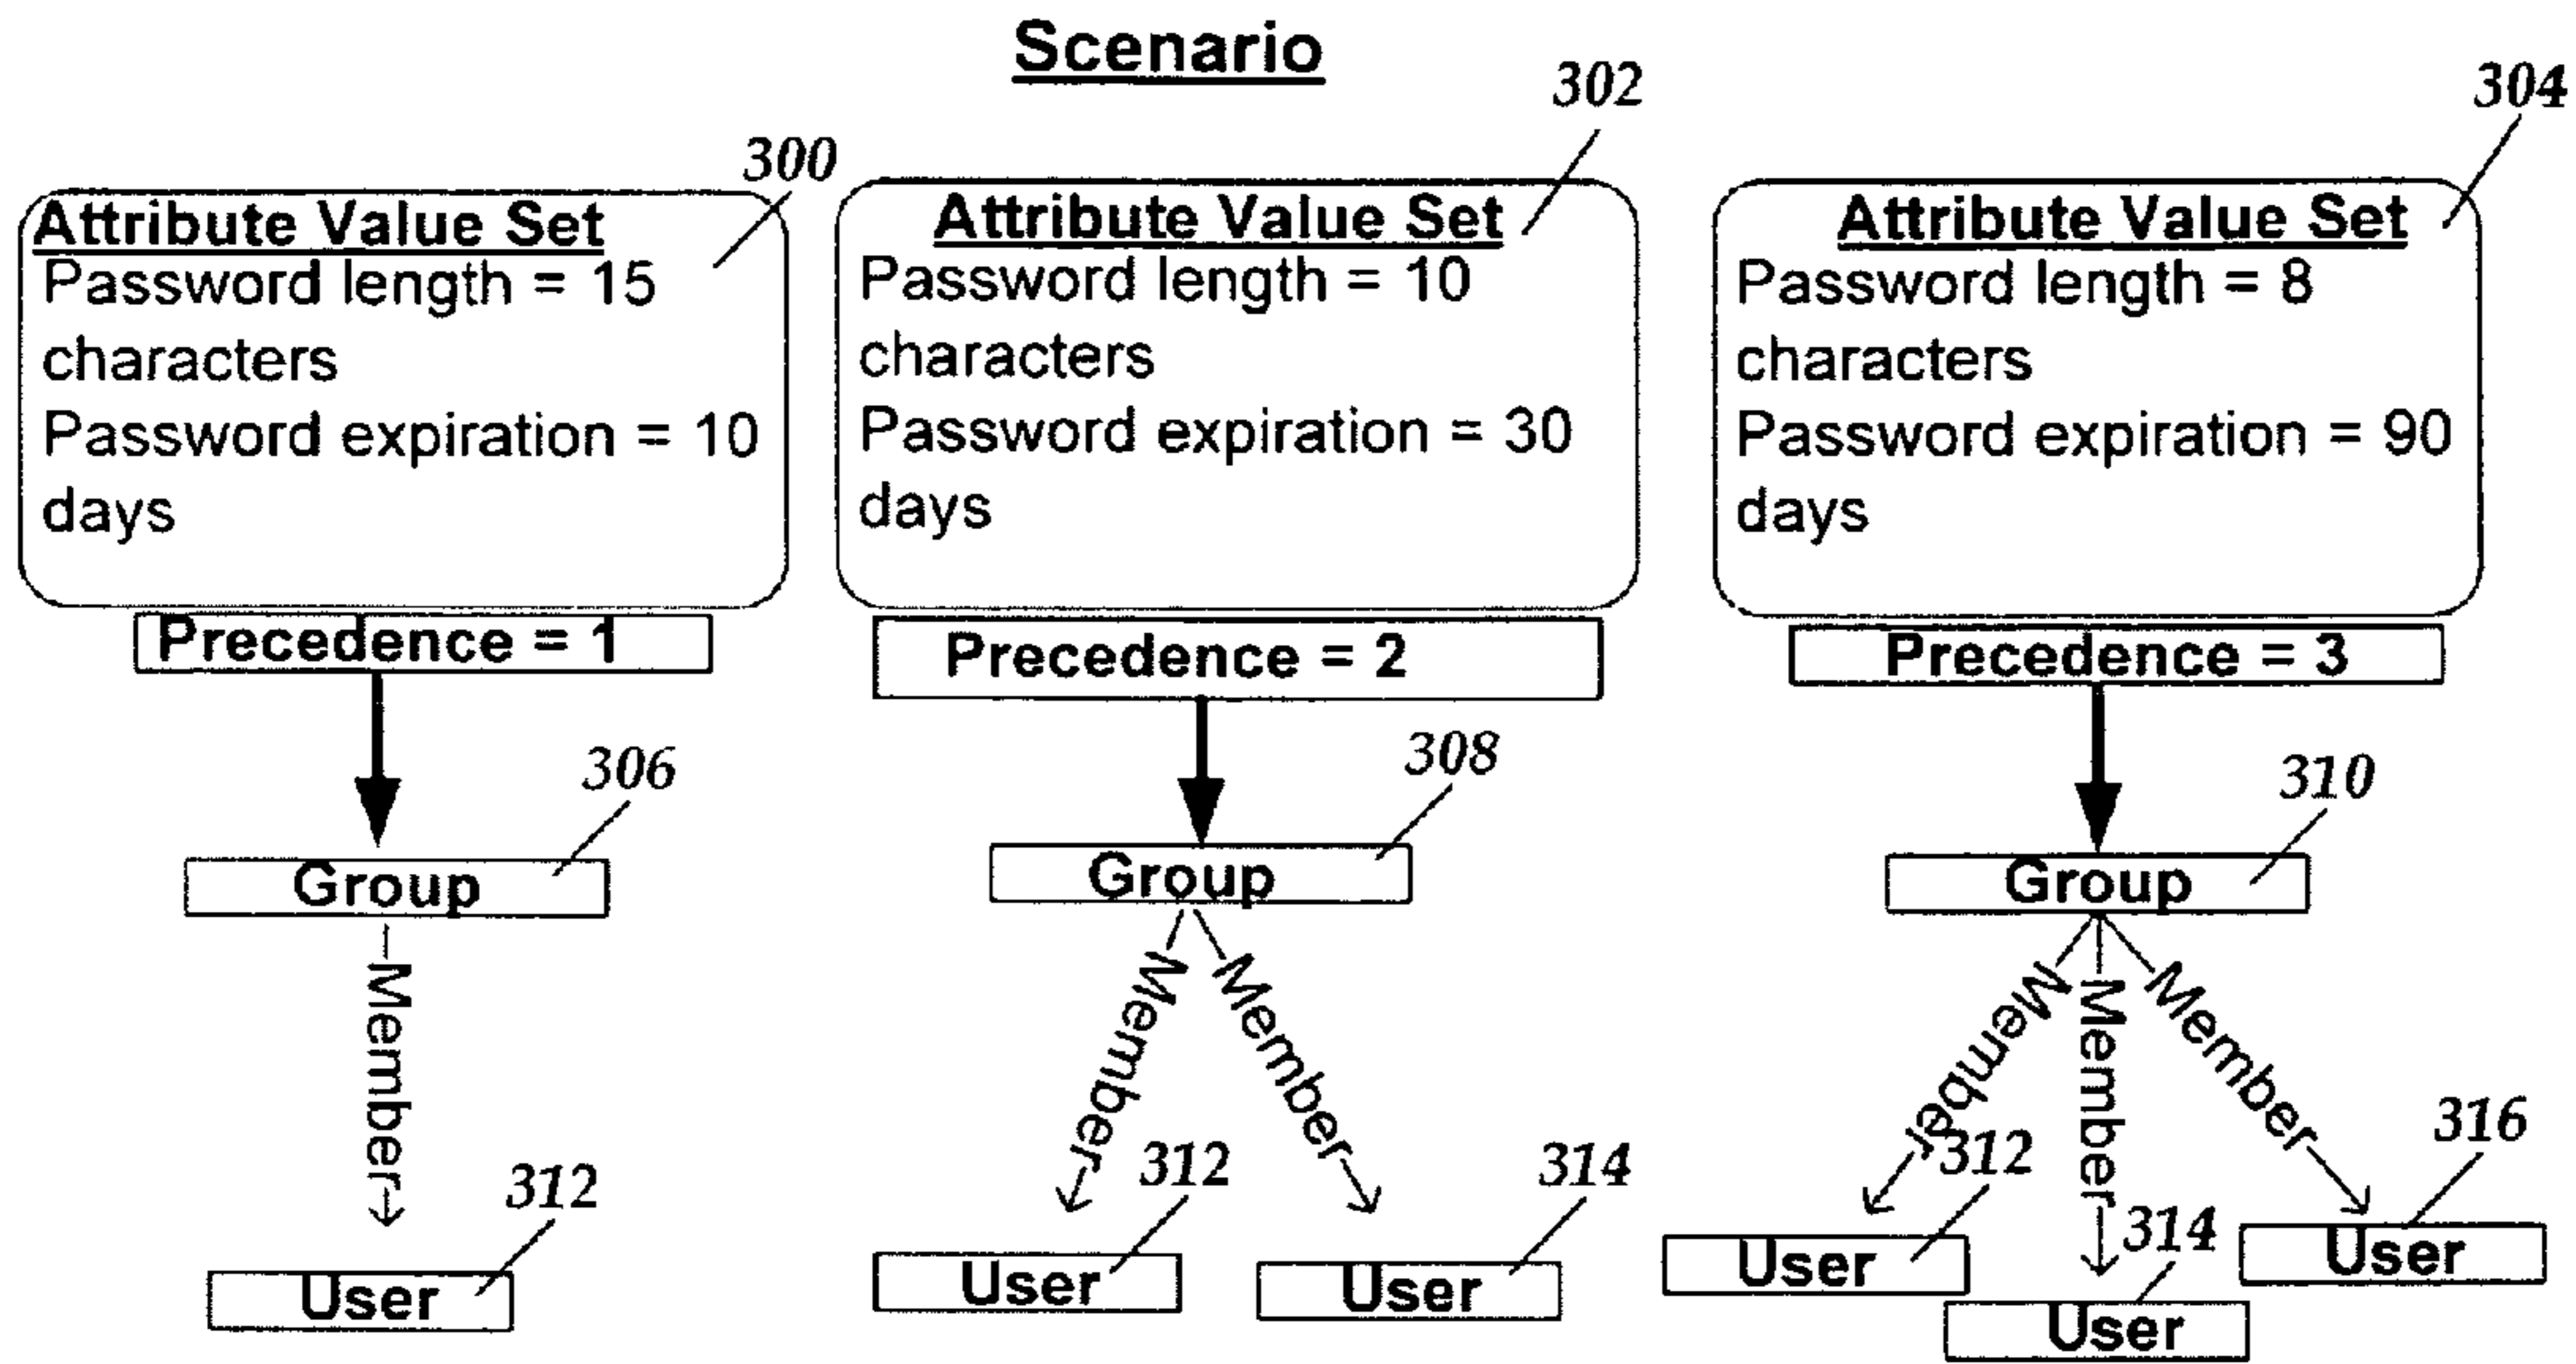 Scenario
300
302
304
Attribute Value Set
Password length = 15
characters
Password expiration = 10
days
Precedence = 1
Attribute Value Set
Password length = 10
characters
Password expiration = 30
days
Precedence = 2
Attribute Value Set
Password length = 8
characters
Password expiration = 90
days
Precedence = 3
306
Group
308
Group
310
Group
Member
Member
Member
Member
Member
Member
312
User
312
User
314
User
312
User
314
User
316
User